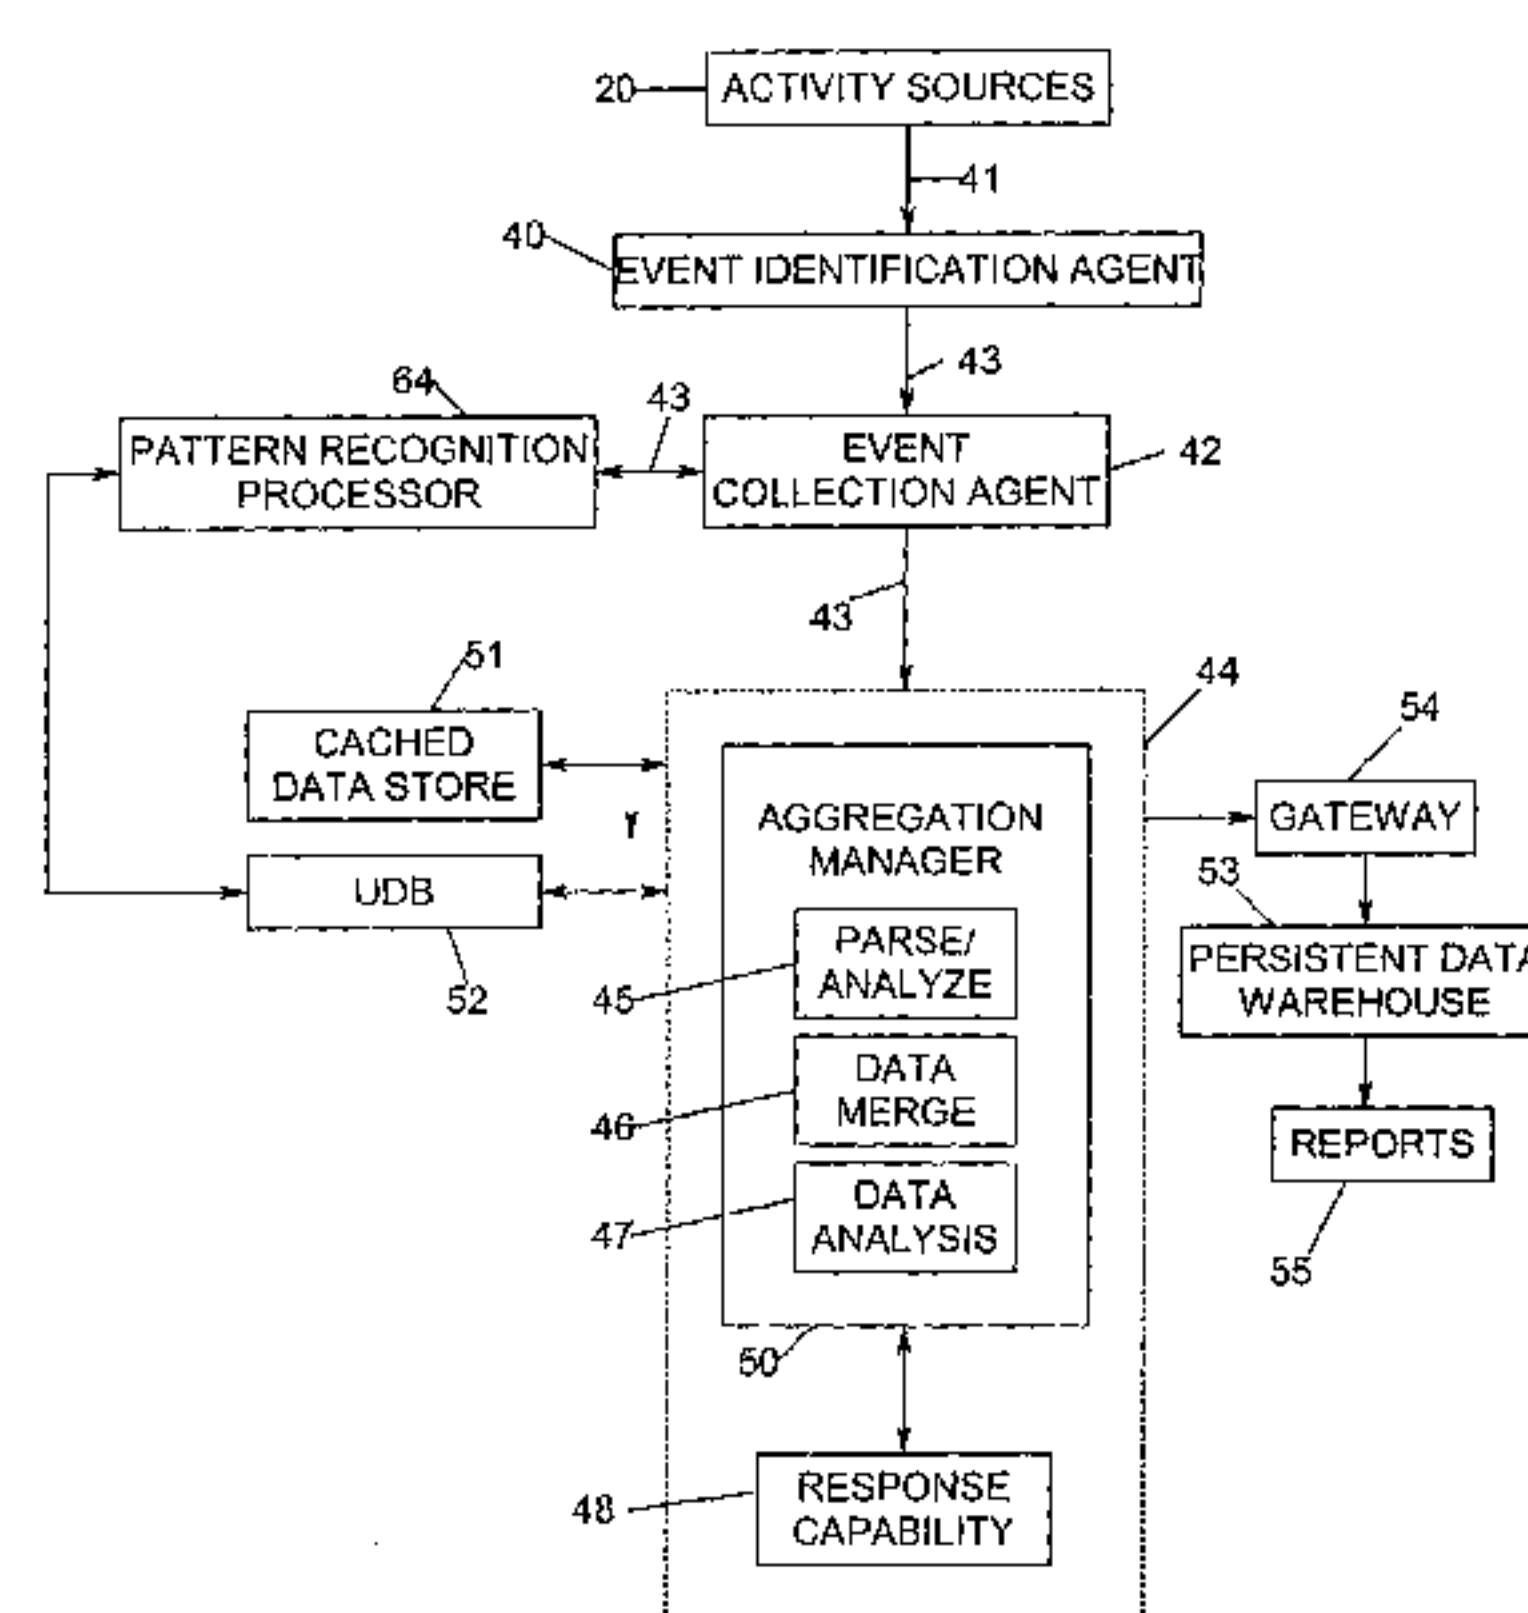 20
ACTIVITY SOURCES
41
40
EVENT IDENTIFICATION AGENT
43
64
43
PATTERN RECOGNITION
PROCESSOR
EVENT
COLLECTION AGENT
42
43
51
44
54
CACHED
DATA STORE
AGGREGATION
MANAGER
GATEWAY
53
UDB
52
PARSE/
ANALYZE
45
PERSISTENT DATA
WAREHOUSE
DATA
MERGE
46
REPORTS
DATA
ANALYSIS
47
55
50
RESPONSE
CAPABILITY
48